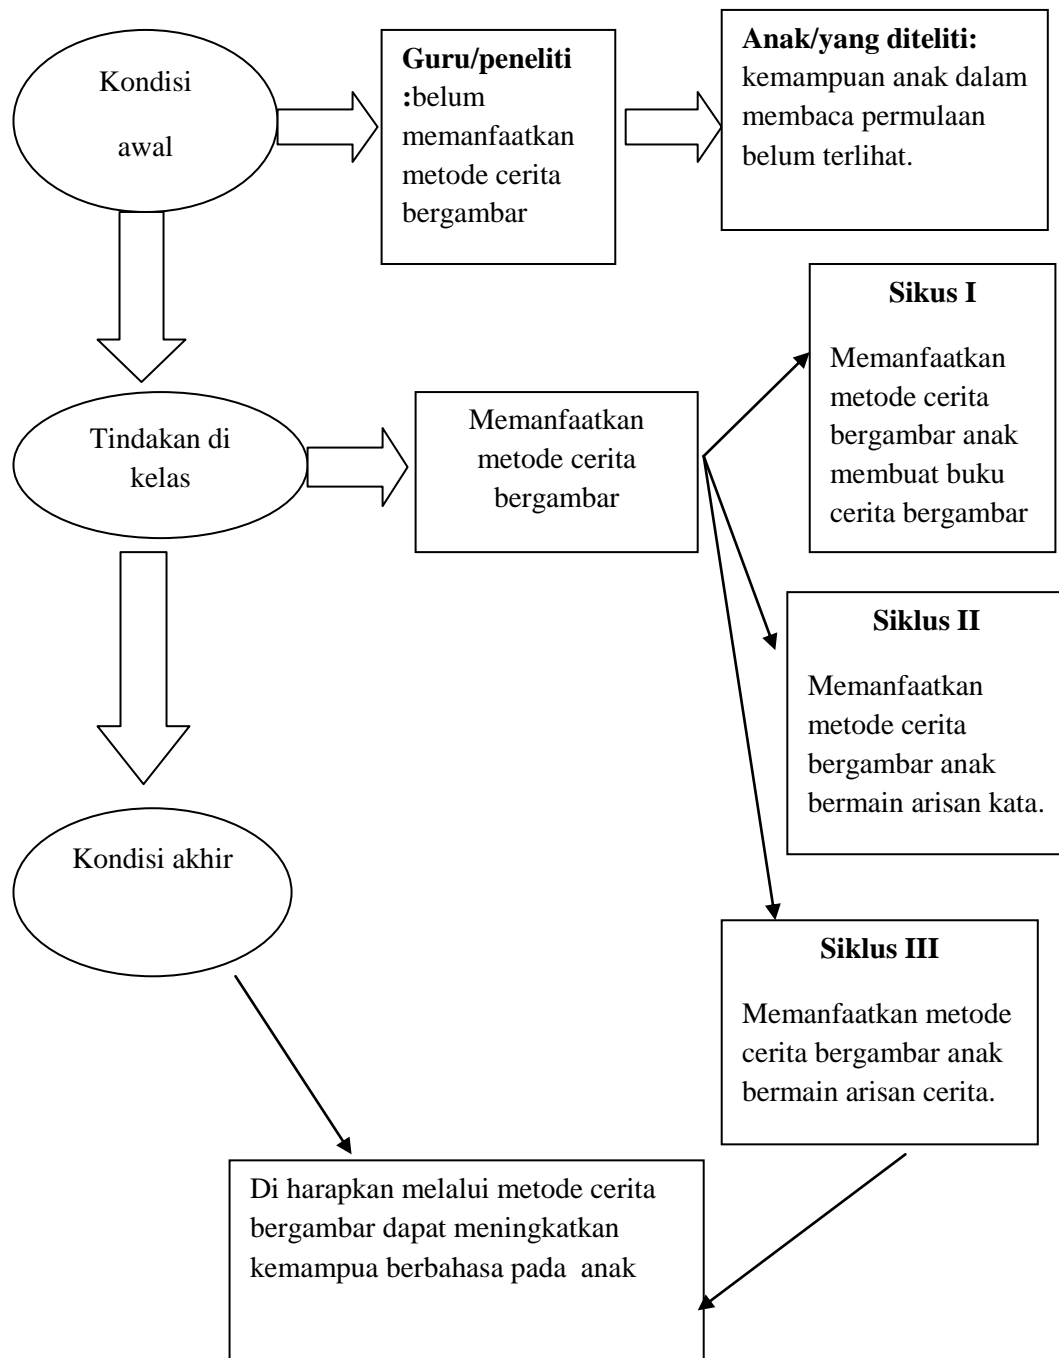 Kondisi
awal
Guru/peneliti
:belum
memanfaatkan
metode cerita
bergambar
Anak/yang diteliti:
kemampuan anak dalam
membaca permulaan
belum terlihat.
Sikus I
Memanfaatkan
metode cerita
bergambar anak
membuat buku
cerita bergambar
Tindakan di
kelas
Memanfaatkan
metode cerita
bergambar
Siklus II
Memanfaatkan
metode cerita
bergambar anak
bermain arisan kata.
Kondisi akhir
Siklus III
Memanfaatkan metode
cerita bergambar anak
bermain arisan cerita.
Di harapkan melalui metode cerita
bergambar dapat meningkatkan
kemampua berbahasa pada  anak